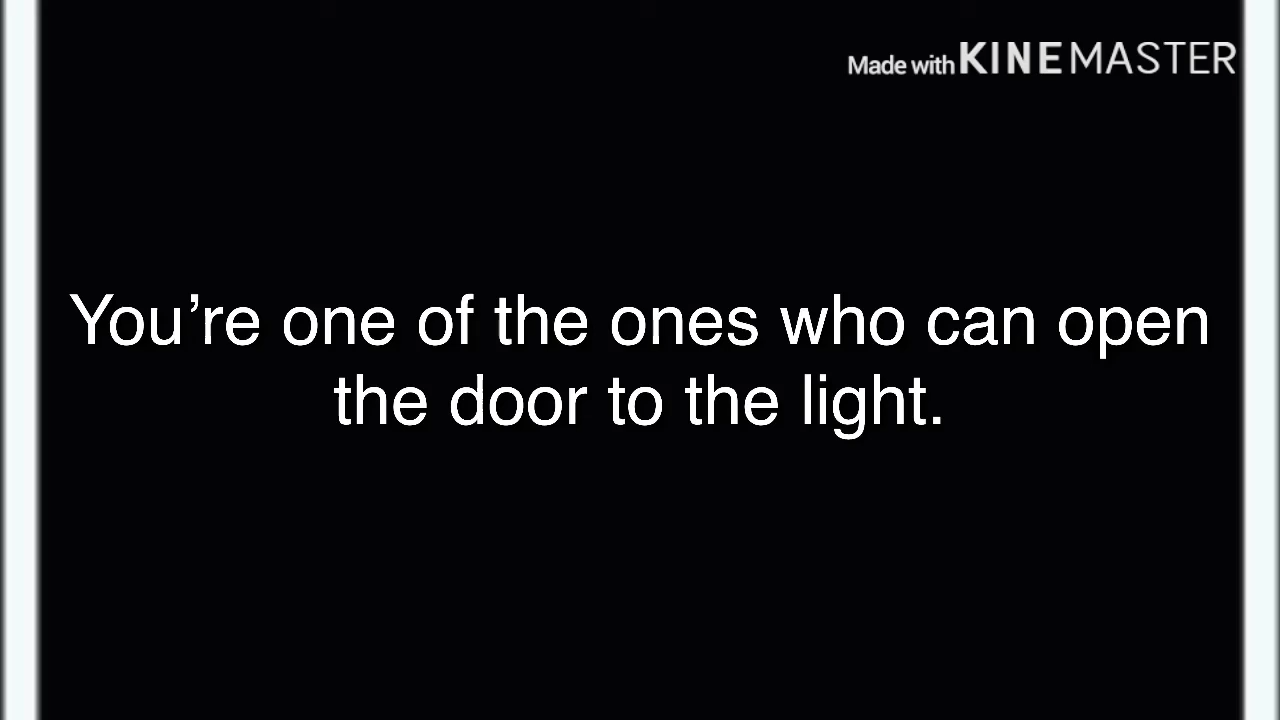 Made with KINEMASTER
You’re one of the ones who can open
the door to the light.